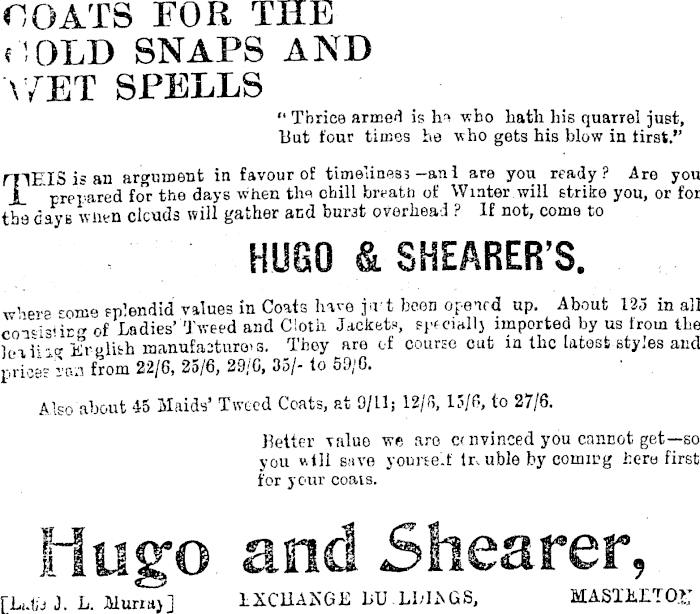 COATS FOR THE
COLD SNAPS AND
WET SPELLS
"Thrice armed is he who hath his quarrel just,
But four times he who gets his blow in first."
THIS is an argument in favour of timeliness—and are you ready? Are you
prepared for the days when the chill breath of Winter will strike you, or for
the days when clouds will gather and burst overhead? If not, come to
HUGO & SHEARER'S.
where some splendid values in Coats have just been opened up. About 125 in all
consisting of Ladies' Tweed and Cloth Jackets, specially imported by us from the
leading English manufacturers. They are of course cut in the latest styles and
prices run from 22/6, 25/6, 29/6, 35/- to 59/6.
Also about 45 Maids' Tweed Coats, at 9/11; 12/6, 15/6, to 27/6.
Better value we are convinced you cannot get—so
you will save yourself trouble by coming here first
for your coats.
Hugo and Shearer,
[Late J. L. Murray] EXCHANGE BUILDINGS, MASTERTON.